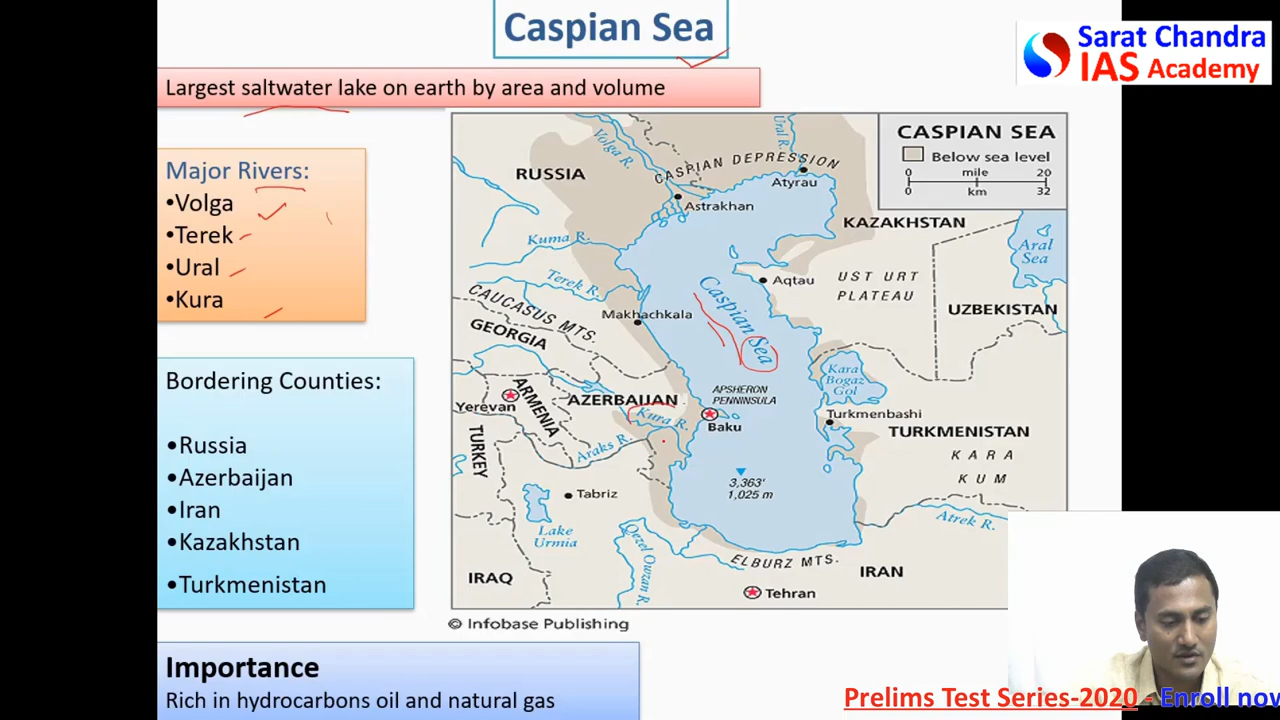 Caspian Sea
Sarat Chandra
IAS Academy
Largest saltwater lake on earth by area and volume
Major Rivers:
•Volga
•Terek
•Ural
•Kura
Bordering Counties:
•Russia
•Azerbaijan
•Iran
•Kazakhstan
•Turkmenistan
CASPIAN SEA
Below sea level
0 mile 20
0 km 32
Volga R.
Ural R.
RUSSIA
CASPIAN DEPRESSION
Atyrau
Astrakhan
KAZAKHSTAN
Kuma R.
Aral
Sea
Terek R.
Aqtau
UST URT
PLATEAU
Caspian Sea
CAUCASUS MTS.
Makhachkala
UZBEKISTAN
GEORGIA
Kara
Bogaz
Gol
APSHERON
PENNINSULA
ARMENIA
AZERBAIJAN
Yerevan
Kura R.
Baku
Turkmenbashi
TURKMENISTAN
TURKEY
Araks R.
KARA
KUM
3,363'
1,025 m
Tabriz
Lake
Urmia
Qezel Owzan R.
Atrek R.
ELBURZ MTS.
IRAQ
IRAN
Tehran
© Infobase Publishing
Importance
Rich in hydrocarbons oil and natural gas
Prelims Test Series-2020 - Enroll now